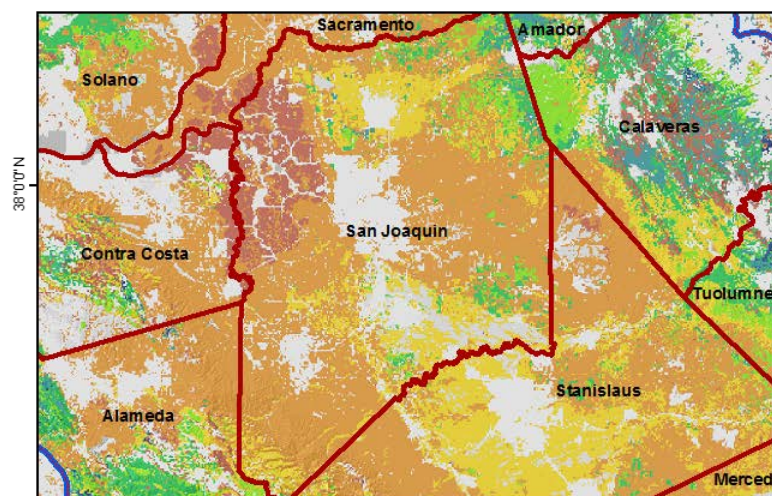 Sacramento
Amador
Solano
Calaveras
38°0'0"N
San Joaquin
Contra Costa
Tuolumne
Stanislaus
Alameda
Merced